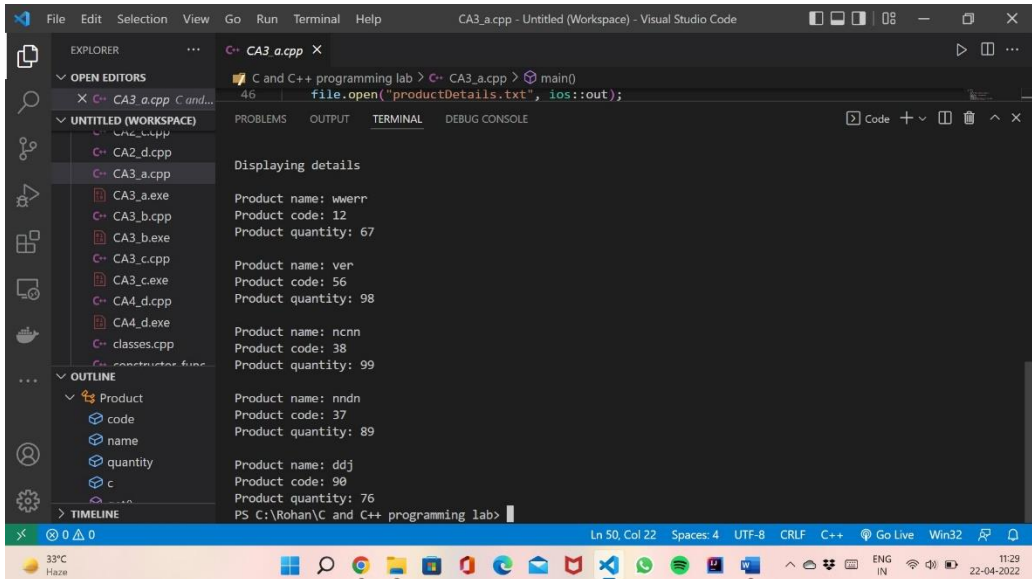 File Edit Selection View Go Run Terminal Help CA3_a.cpp - Untitled (Workspace) - Visual Studio Code
EXPLORER
OPEN EDITORS
CA3_a.cpp C and...
UNTITLED (WORKSPACE)
CA2_c.cpp
CA2_d.cpp
CA3_a.cpp
CA3_a.exe
CA3_b.cpp
CA3_b.exe
CA3_c.cpp
CA3_c.exe
CA4_d.cpp
CA4_d.exe
classes.cpp
OUTLINE
Product
code
name
quantity
c
TIMELINE
CA3_a.cpp
C and C++ programming lab > CA3_a.cpp > main()
46 file.open("productDetails.txt", ios::out);
PROBLEMS OUTPUT TERMINAL DEBUG CONSOLE Code
Displaying details
Product name: wwerr
Product code: 12
Product quantity: 67
Product name: ver
Product code: 56
Product quantity: 98
Product name: ncnn
Product code: 38
Product quantity: 99
Product name: nndn
Product code: 37
Product quantity: 89
Product name: ddj
Product code: 90
Product quantity: 76
PS C:\Rohan\C and C++ programming lab>
0 0 Ln 50, Col 22 Spaces: 4 UTF-8 CRLF C++ Go Live Win32
33°C
Haze
ENG
IN
11:29
22-04-2022